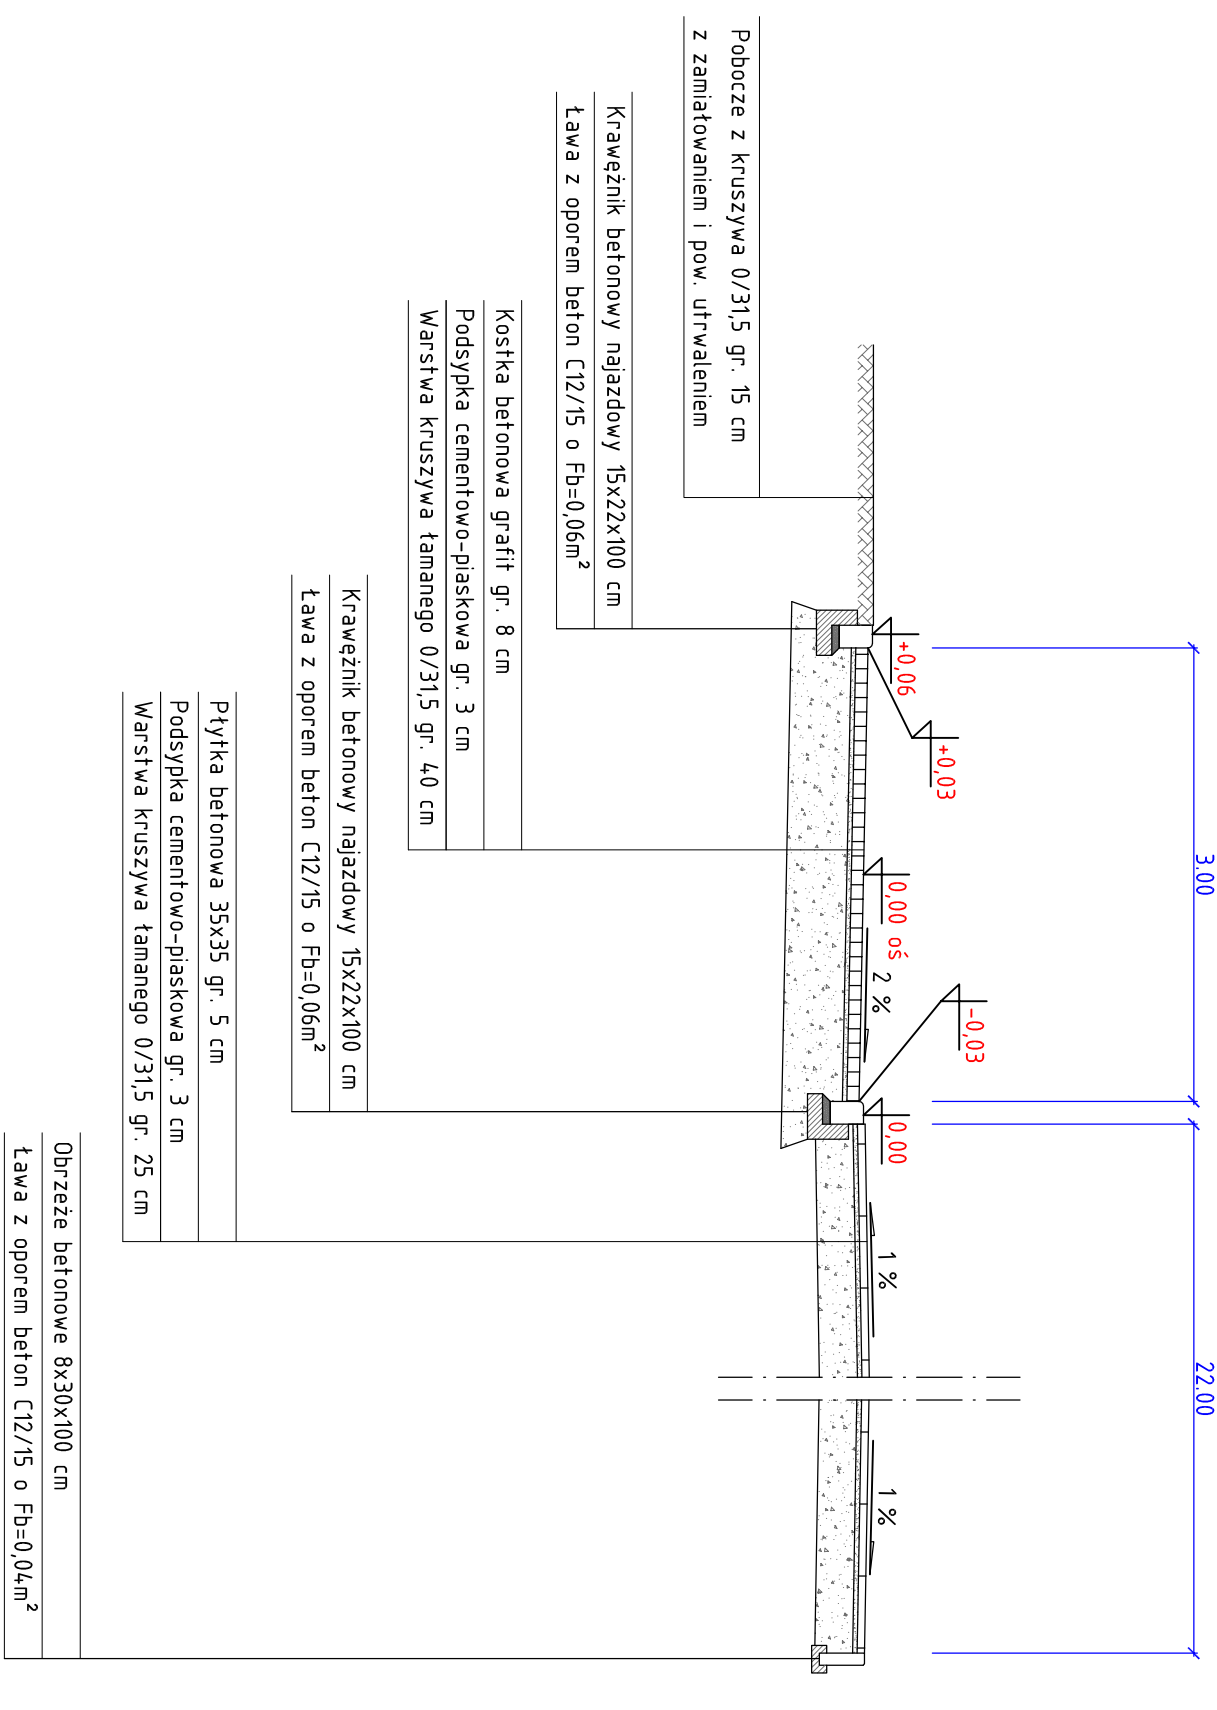 3.00
22.00
+0,06
+0,03
0,00 oś
2 %
-0,03
0,00
1 %
1 %
Pobocze z kruszywa 0/31,5 gr. 15 cm
z zamiałowaniem i pow. utrwaleniem
Krawężnik betonowy najazdowy 15x22x100 cm
Ława z oporem beton C12/15 o Fb=0,06m²
Kostka betonowa grafit gr. 8 cm
Podsypka cementowo-piaskowa gr. 3 cm
Warstwa kruszywa łamanego 0/31,5 gr. 40 cm
Krawężnik betonowy najazdowy 15x22x100 cm
Ława z oporem beton C12/15 o Fb=0,06m²
Płytka betonowa 35x35 gr. 5 cm
Podsypka cementowo-piaskowa gr. 3 cm
Warstwa kruszywa łamanego 0/31,5 gr. 25 cm
Obrzeże betonowe 8x30x100 cm
Ława z oporem beton C12/15 o Fb=0,04m²